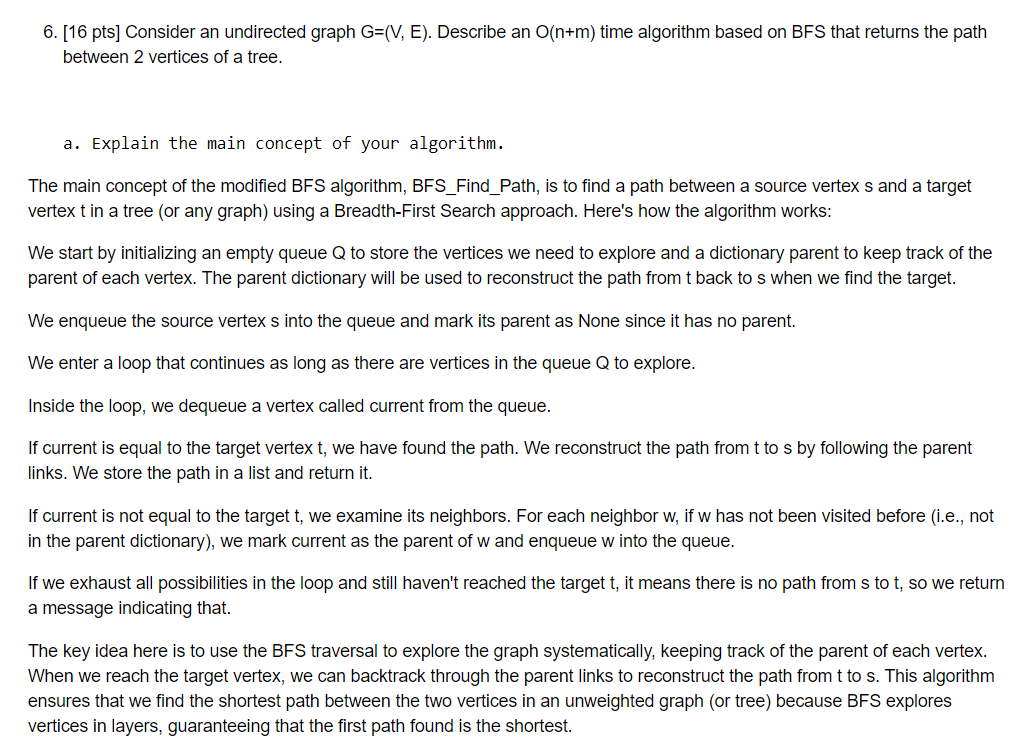 6. [16 pts] Consider an undirected graph G=(V, E). Describe an O(n+m) time algorithm based on BFS that returns the path
between 2 vertices of a tree.
a. Explain the main concept of your algorithm.
The main concept of the modified BFS algorithm, BFS_Find_Path, is to find a path between a source vertex s and a target
vertex t in a tree (or any graph) using a Breadth-First Search approach. Here's how the algorithm works:
We start by initializing an empty queue Q to store the vertices we need to explore and a dictionary parent to keep track of the
parent of each vertex. The parent dictionary will be used to reconstruct the path from t back to s when we find the target.
We enqueue the source vertex s into the queue and mark its parent as None since it has no parent.
We enter a loop that continues as long as there are vertices in the queue Q to explore.
Inside the loop, we dequeue a vertex called current from the queue.
If current is equal to the target vertex t, we have found the path. We reconstruct the path from t to s by following the parent
links. We store the path in a list and return it.
If current is not equal to the target t, we examine its neighbors. For each neighbor w, if w has not been visited before (i.e., not
in the parent dictionary), we mark current as the parent of w and enqueue w into the queue.
If we exhaust all possibilities in the loop and still haven't reached the target t, it means there is no path from s to t, so we return
a message indicating that.
The key idea here is to use the BFS traversal to explore the graph systematically, keeping track of the parent of each vertex.
When we reach the target vertex, we can backtrack through the parent links to reconstruct the path from t to s. This algorithm
ensures that we find the shortest path between the two vertices in an unweighted graph (or tree) because BFS explores
vertices in layers, guaranteeing that the first path found is the shortest.